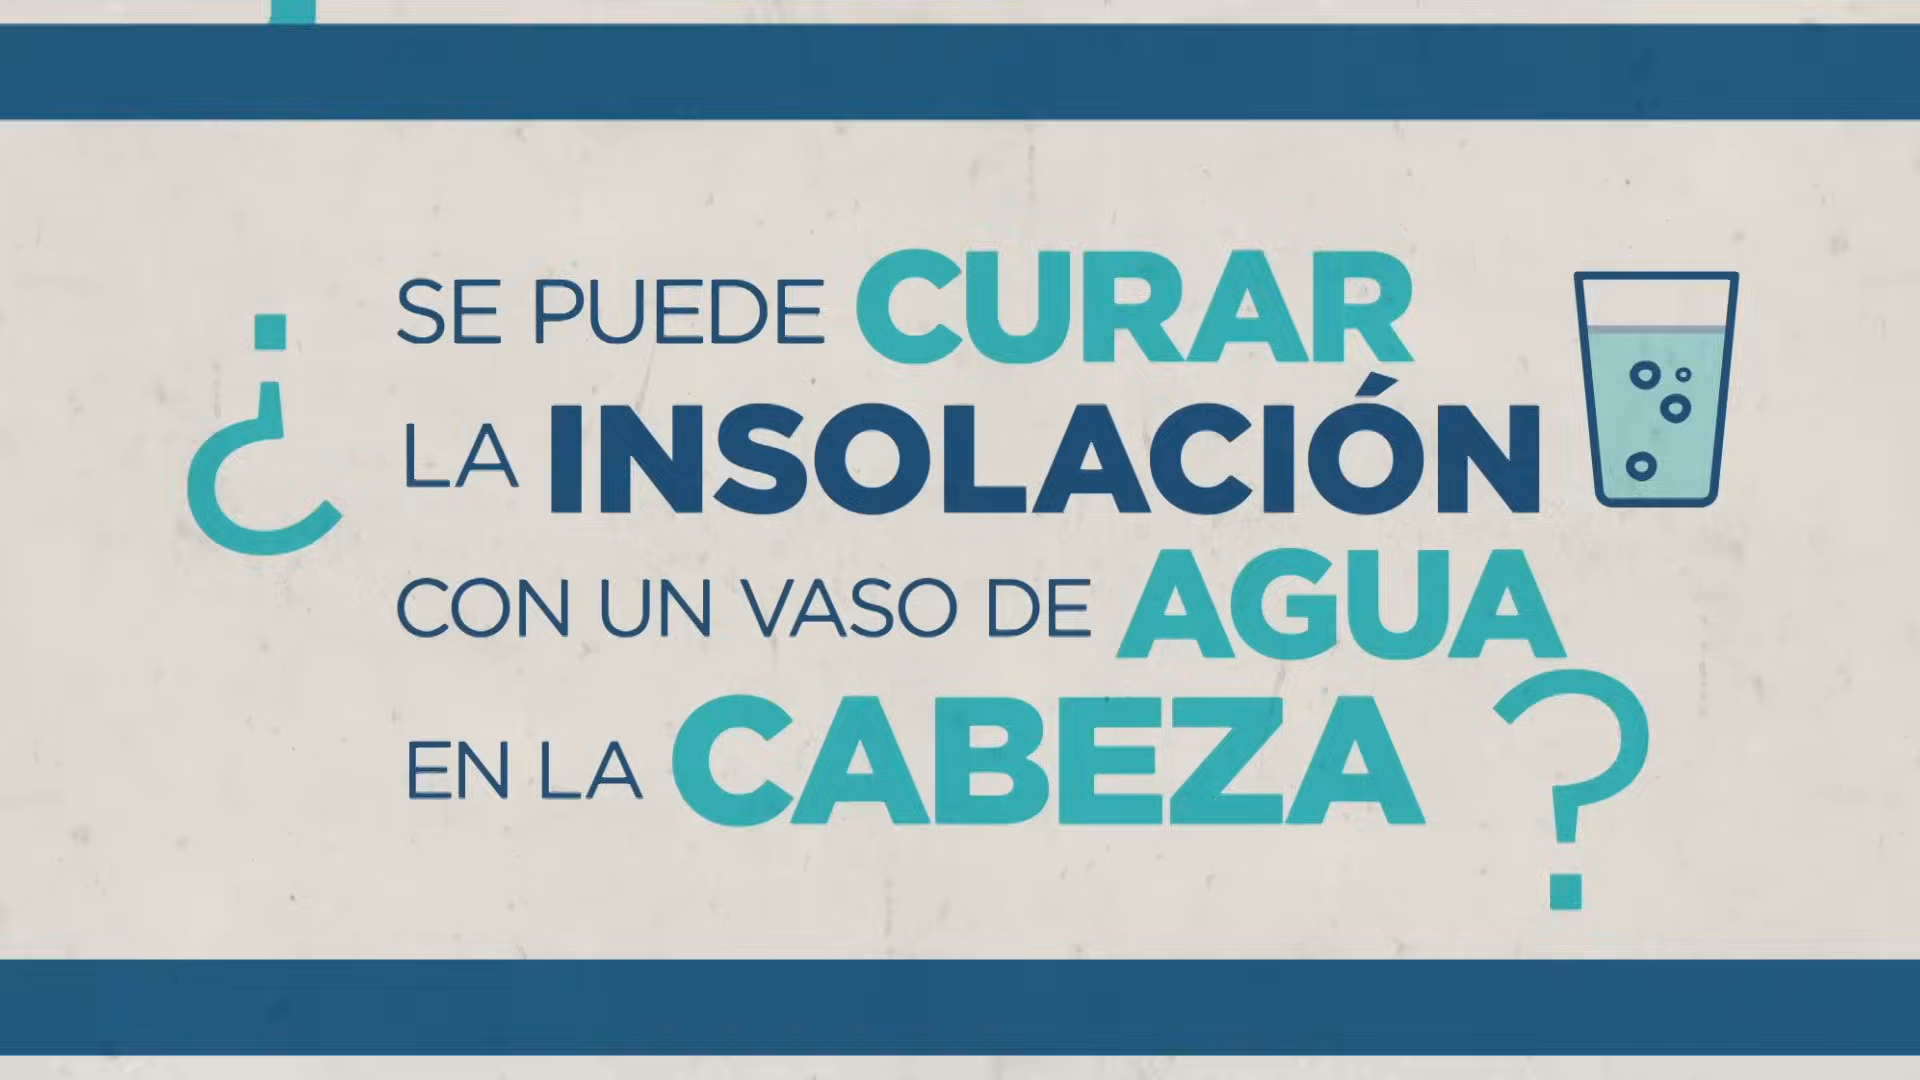 ¿SE PUEDE CURAR
LA INSOLACIÓN
CON UN VASO DE AGUA
EN LA CABEZA?